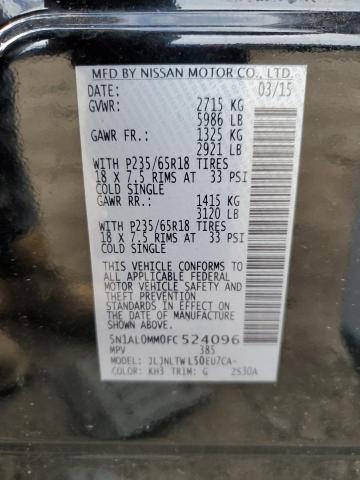 MFD BY NISSAN MOTOR CO., LTD.
DATE: 03/15
GVWR: 2715 KG
5986 LB
GAWR FR.: 1325 KG
2921 LB
WITH P235/65R18 TIRES
18 X 7.5 RIMS AT 33 PSI
COLD SINGLE
GAWR RR.: 1415 KG
3120 LB
WITH P235/65R18 TIRES
18 X 7.5 RIMS AT 33 PSI
COLD SINGLE
THIS VEHICLE CONFORMS TO
ALL APPLICABLE FEDERAL
MOTOR VEHICLE SAFETY
AND THEFT PREVENTION
STANDARDS IN EFFECT ON
THE DATE OF MANUFACTURE
SHOWN ABOVE.
5N1AL0MM0FC524096
MPV 385
MODEL: JLJNLTWL50EU7CA-
COLOR: KH3 TRIM: G 2S30A